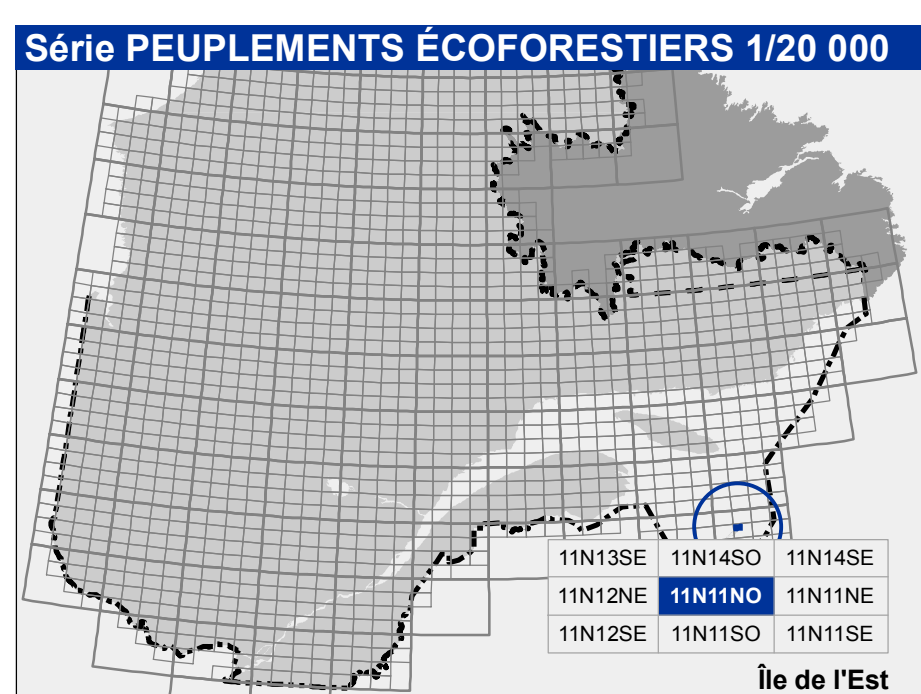 Série PEUPLEMENTS ÉCOFORESTIERS 1/20 000
11N13SE 11N14SO 11N14SE
11N12NE 11N11NO 11N11NE
11N12SE 11N11SO 11N11SE
Île de l'Est